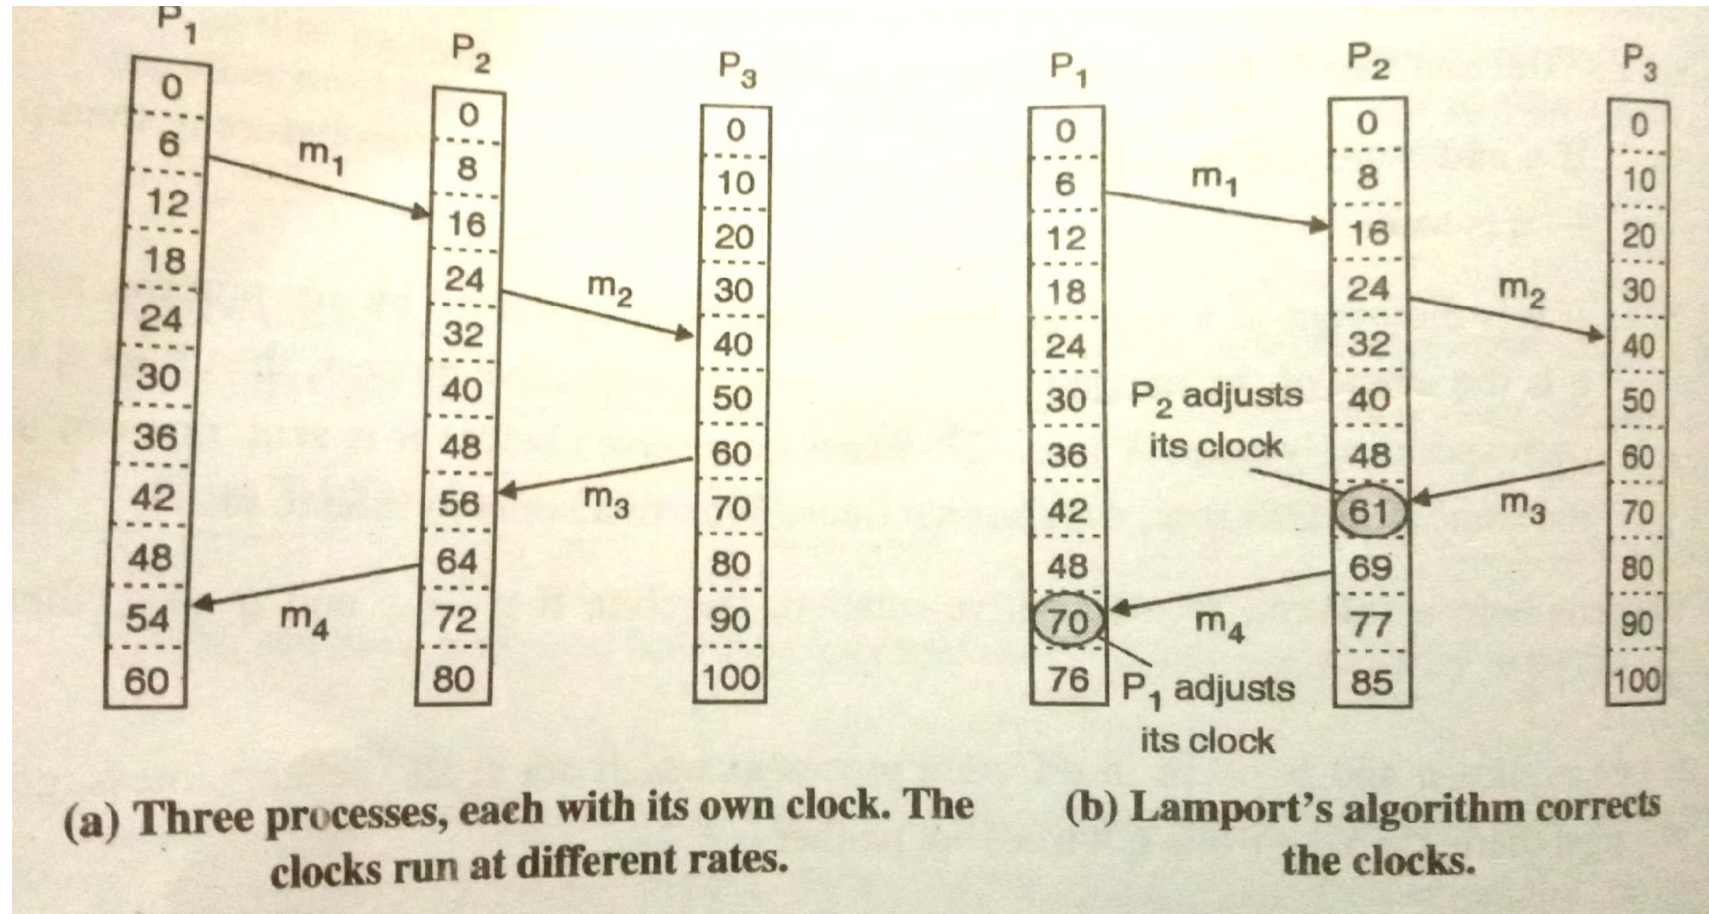 P₁ P₂ P₃
0 0 0
6 8 10
12 16 20
18 24 30
24 32 40
30 40 50
36 48 60
42 56 70
48 64 80
54 72 90
60 80 100
m₁
m₂
m₃
m₄
(a) Three processes, each with its own clock. The
clocks run at different rates.
P₁ P₂ P₃
0 0 0
6 8 10
12 16 20
18 24 30
24 32 40
30 40 50
36 48 60
42 61 70
48 69 80
70 77 90
76 85 100
m₁
m₂
P₂ adjusts
its clock
m₃
m₄
P₁ adjusts
its clock
(b) Lamport's algorithm corrects
the clocks.